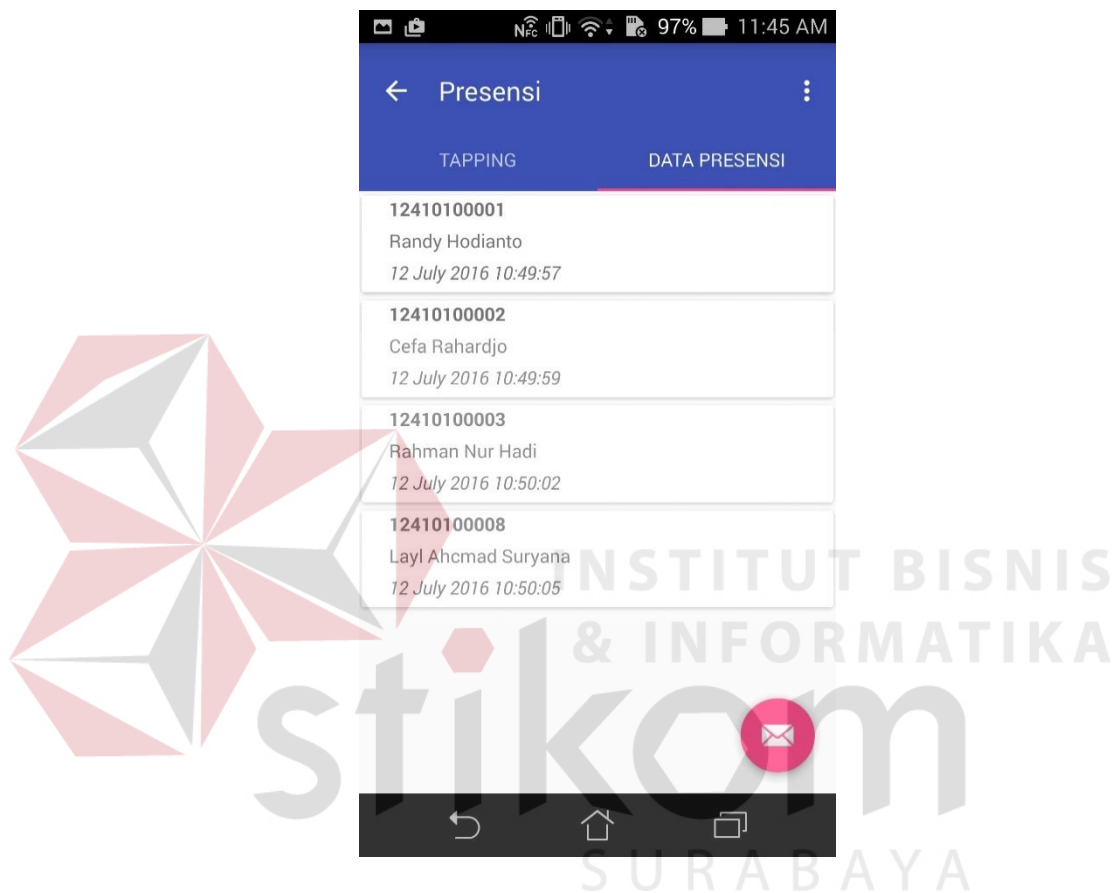 NFC 97% 11:45 AM
Presensi
TAPPING DATA PRESENSI
12410100001
Randy Hodianto
12 July 2016 10:49:57
12410100002
Cefa Rahardjo
12 July 2016 10:49:59
12410100003
Rahman Nur Hadi
12 July 2016 10:50:02
12410100008
Layl Ahcmad Suryana
12 July 2016 10:50:05
INSTITUT BISNIS
& INFORMATIKA
stikom
SURABAYA